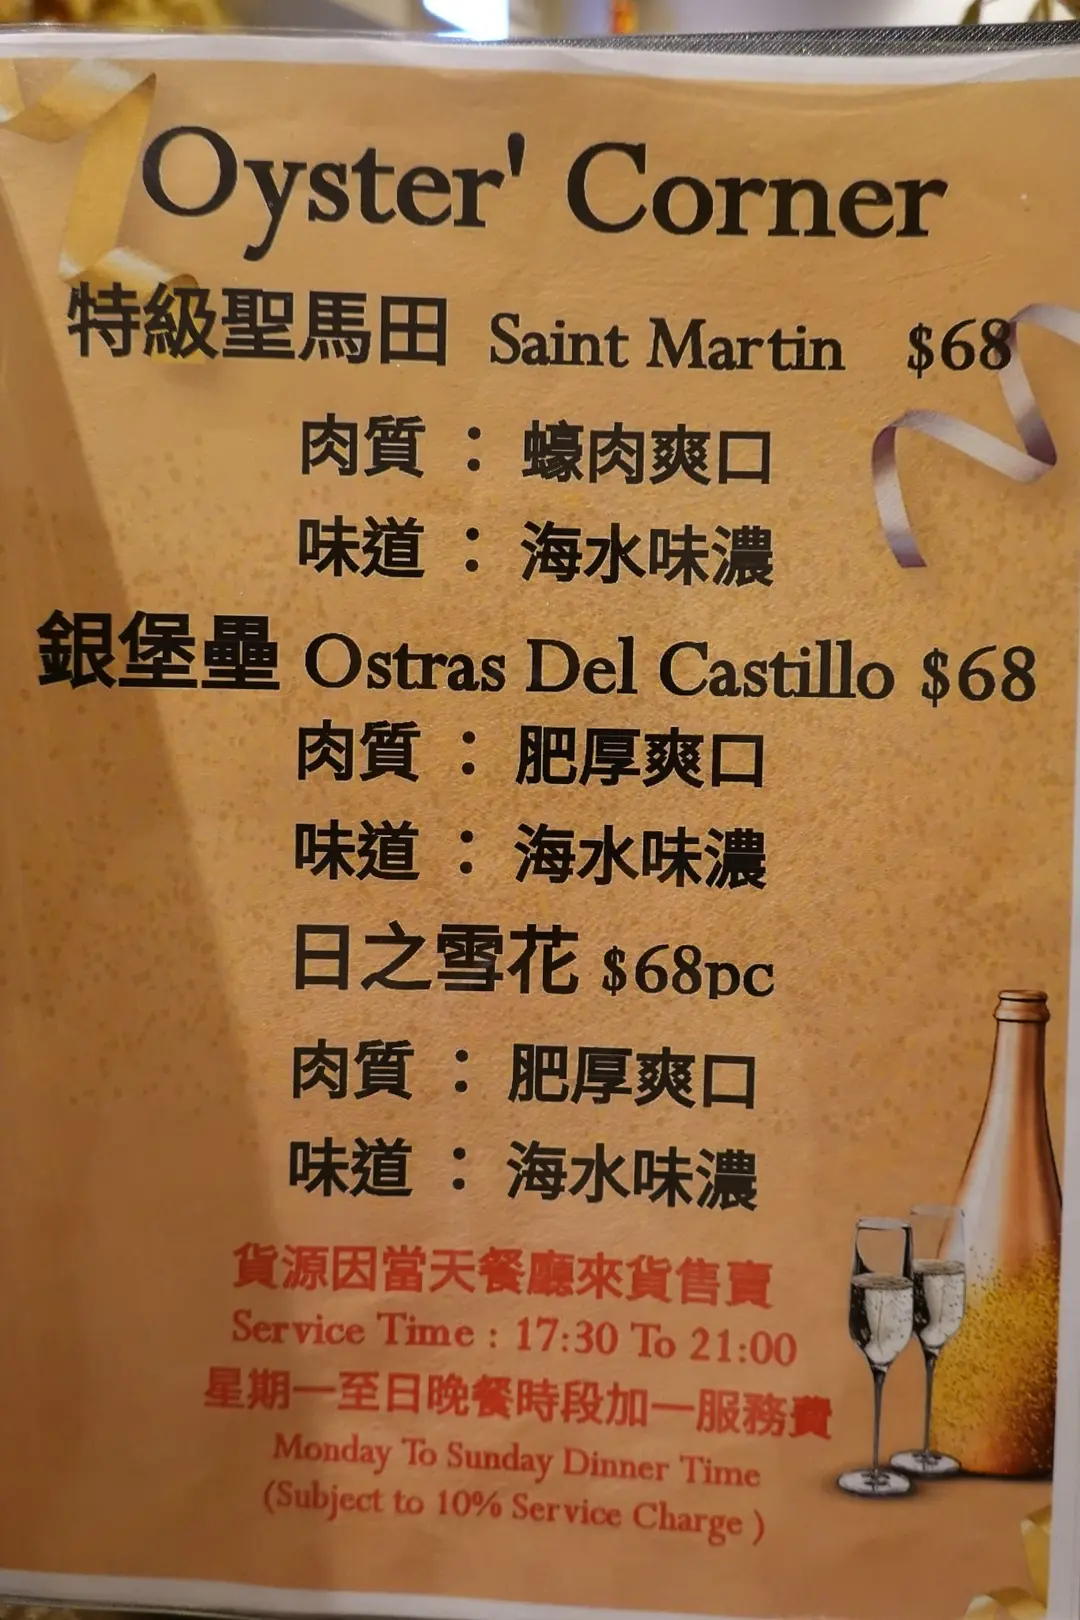 Oyster' Corner
特級聖馬田 Saint Martin $68
肉質 : 蠔肉爽口
味道 : 海水味濃
銀堡壘 Ostras Del Castillo $68
肉質 : 肥厚爽口
味道 : 海水味濃
日之雪花 $68pc
肉質 : 肥厚爽口
味道 : 海水味濃
貨源因當天餐廳來貨售賣
Service Time : 17:30 To 21:00
星期一至日晚餐時段加一服務費
Monday To Sunday Dinner Time
(Subject to 10% Service Charge )